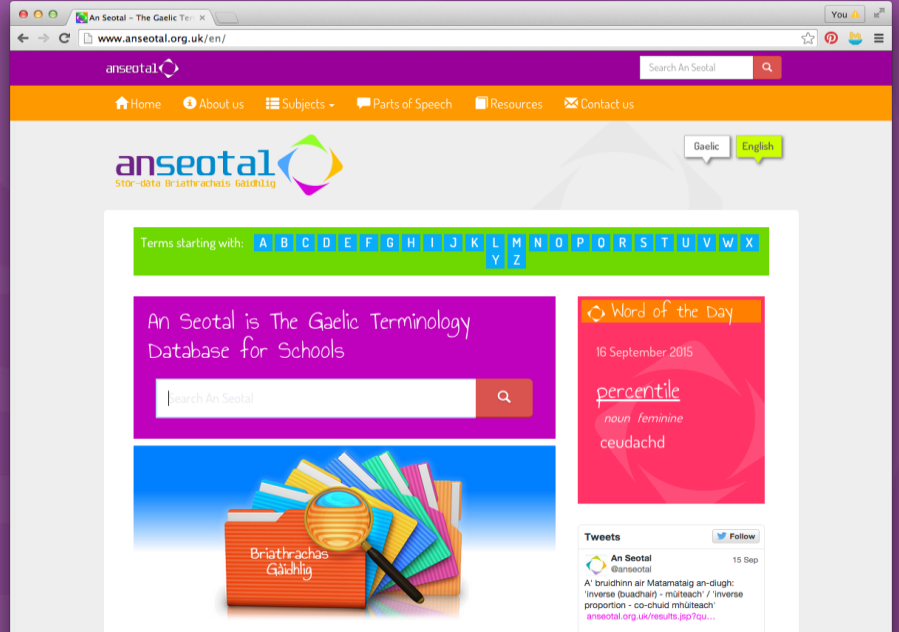 An Seotal – The Gaelic Ter
You
www.anseotal.org.uk/en/
anseotal
Search An Seotal
Home
About us
Subjects
Parts of Speech
Resources
Contact us
anseotal
Stòr-dàta Briathrachais Gàidhlig
Gaelic
English
Terms starting with: A B C D E F G H I J K L M N O P Q R S T U V W X
Y Z
An Seotal is The Gaelic Terminology
Database for Schools
Search An Seotal
Briathrachas
Gàidhlig
Word of the Day
16 September 2015
percentile
noun feminine
ceudachd
Tweets
Follow
An Seotal
15 Sep
@anseotal
A' bruidhinn air Matamataig an-diugh:
'inverse (buadhair) - mùiteach' / 'inverse
proportion - co-chuid mhùiteach'
anseotal.org.uk/results.jsp?qu…